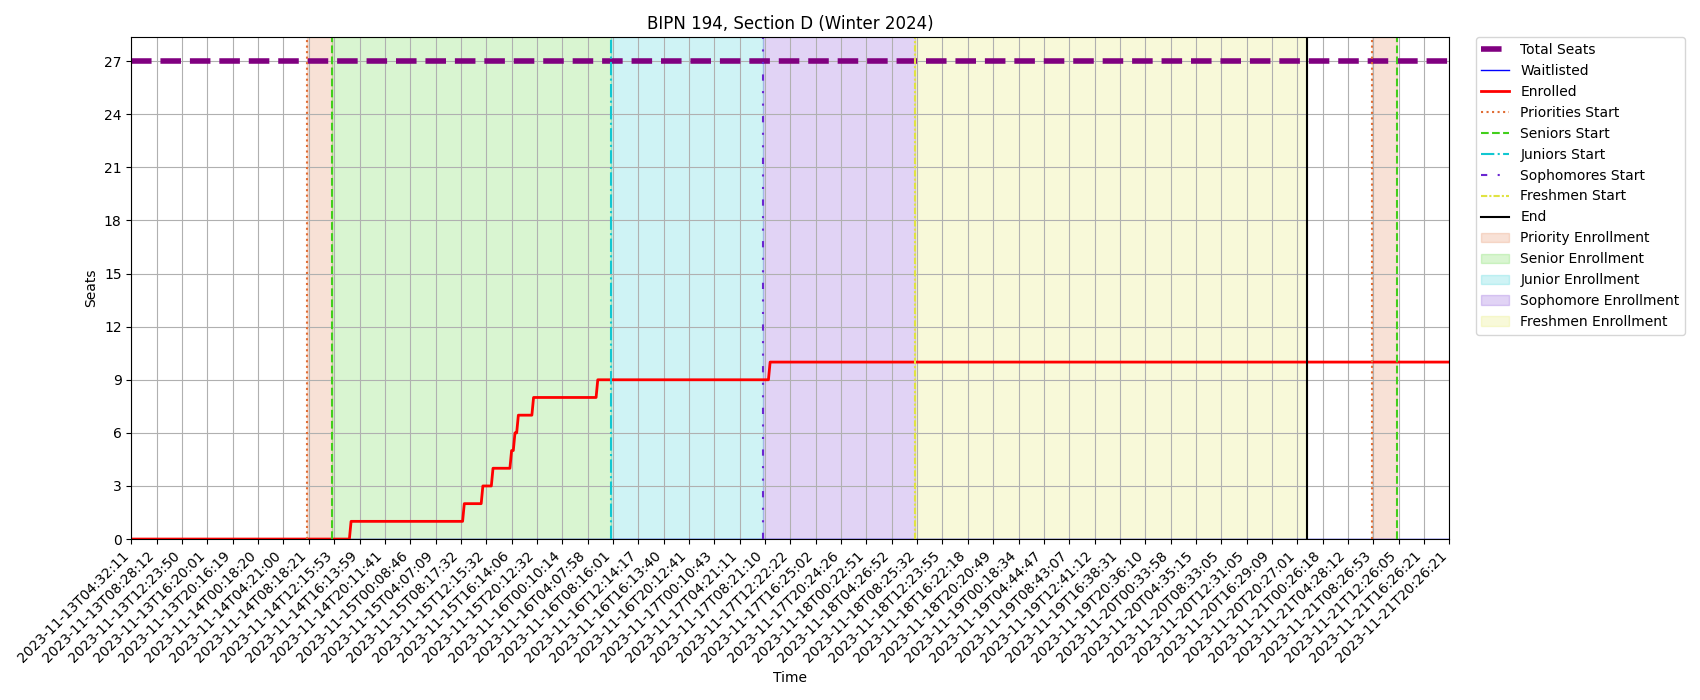 BIPN 194, Section D (Winter 2024)
Seats
27
24
21
18
15
12
9
6
3
0
2023-11-13T04:32:11
2023-11-13T08:28:12
2023-11-13T12:23:50
2023-11-13T16:20:01
2023-11-13T20:16:19
2023-11-14T00:18:20
2023-11-14T04:21:00
2023-11-14T08:18:21
2023-11-14T12:15:53
2023-11-14T16:13:59
2023-11-14T20:11:41
2023-11-15T00:08:46
2023-11-15T04:07:09
2023-11-15T08:17:32
2023-11-15T12:15:32
2023-11-15T16:14:06
2023-11-15T20:12:32
2023-11-16T00:10:14
2023-11-16T04:07:58
2023-11-16T08:16:01
2023-11-16T12:14:17
2023-11-16T16:13:40
2023-11-16T20:12:41
2023-11-17T00:10:43
2023-11-17T04:21:11
2023-11-17T08:21:10
2023-11-17T12:22:22
2023-11-17T16:25:02
2023-11-17T20:24:26
2023-11-18T00:22:51
2023-11-18T04:26:52
2023-11-18T08:25:32
2023-11-18T12:23:55
2023-11-18T16:22:18
2023-11-18T20:20:49
2023-11-19T00:18:34
2023-11-19T04:44:47
2023-11-19T08:43:07
2023-11-19T12:41:12
2023-11-19T16:38:31
2023-11-19T20:36:10
2023-11-20T00:33:58
2023-11-20T04:35:15
2023-11-20T08:33:05
2023-11-20T12:31:05
2023-11-20T16:29:09
2023-11-20T20:27:01
2023-11-21T00:26:18
2023-11-21T04:28:12
2023-11-21T08:26:53
2023-11-21T12:26:05
2023-11-21T16:26:21
2023-11-21T20:26:21
Time
Total Seats
Waitlisted
Enrolled
Priorities Start
Seniors Start
Juniors Start
Sophomores Start
Freshmen Start
End
Priority Enrollment
Senior Enrollment
Junior Enrollment
Sophomore Enrollment
Freshmen Enrollment